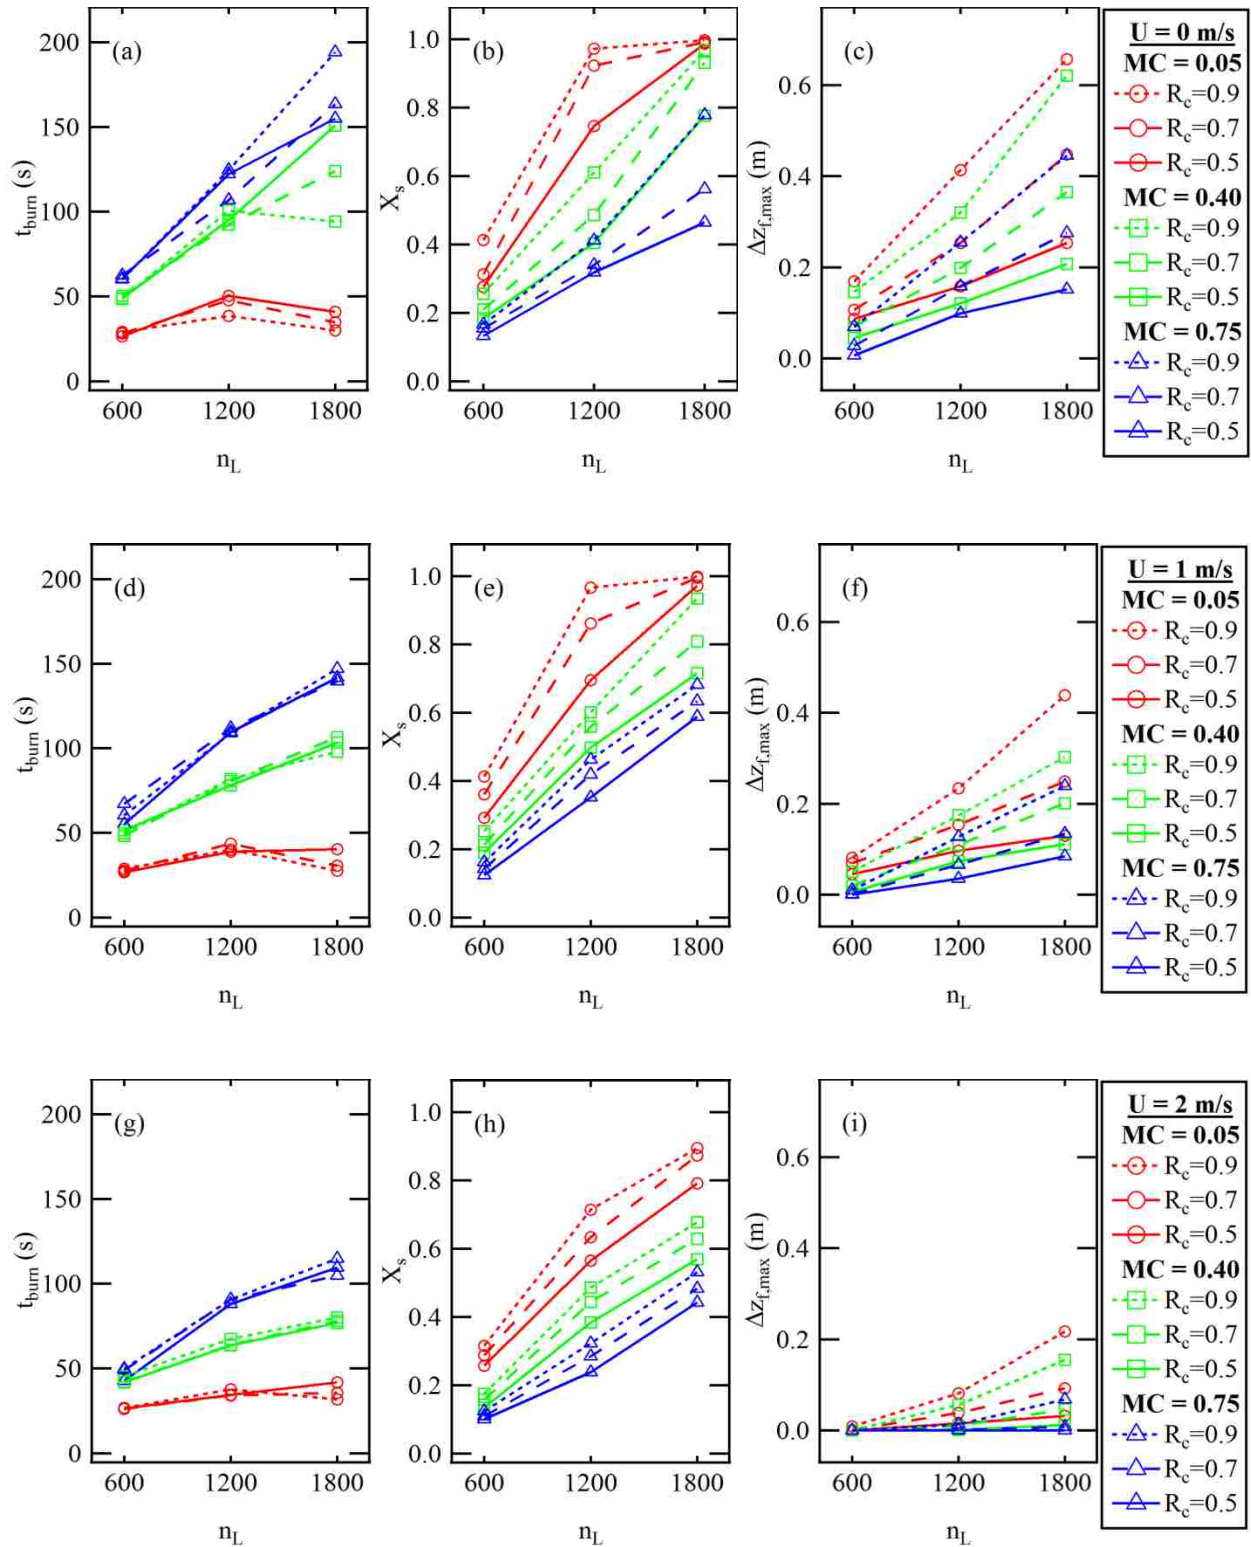 (a)
t_burn (s)
200
150
100
50
0
600 1200 1800
n_L
(b)
X_s
1.0
0.8
0.6
0.4
0.2
0.0
600 1200 1800
n_L
(c)
Δz_f,max (m)
0.6
0.4
0.2
0.0
600 1200 1800
n_L
U = 0 m/s
MC = 0.05
R_c=0.9
R_c=0.7
R_c=0.5
MC = 0.40
R_c=0.9
R_c=0.7
R_c=0.5
MC = 0.75
R_c=0.9
R_c=0.7
R_c=0.5
(d)
t_burn (s)
200
150
100
50
0
600 1200 1800
n_L
(e)
X_s
1.0
0.8
0.6
0.4
0.2
0.0
600 1200 1800
n_L
(f)
Δz_f,max (m)
0.6
0.4
0.2
0.0
600 1200 1800
n_L
U = 1 m/s
MC = 0.05
R_c=0.9
R_c=0.7
R_c=0.5
MC = 0.40
R_c=0.9
R_c=0.7
R_c=0.5
MC = 0.75
R_c=0.9
R_c=0.7
R_c=0.5
(g)
t_burn (s)
200
150
100
50
0
600 1200 1800
n_L
(h)
X_s
1.0
0.8
0.6
0.4
0.2
0.0
600 1200 1800
n_L
(i)
Δz_f,max (m)
0.6
0.4
0.2
0.0
600 1200 1800
n_L
U = 2 m/s
MC = 0.05
R_c=0.9
R_c=0.7
R_c=0.5
MC = 0.40
R_c=0.9
R_c=0.7
R_c=0.5
MC = 0.75
R_c=0.9
R_c=0.7
R_c=0.5